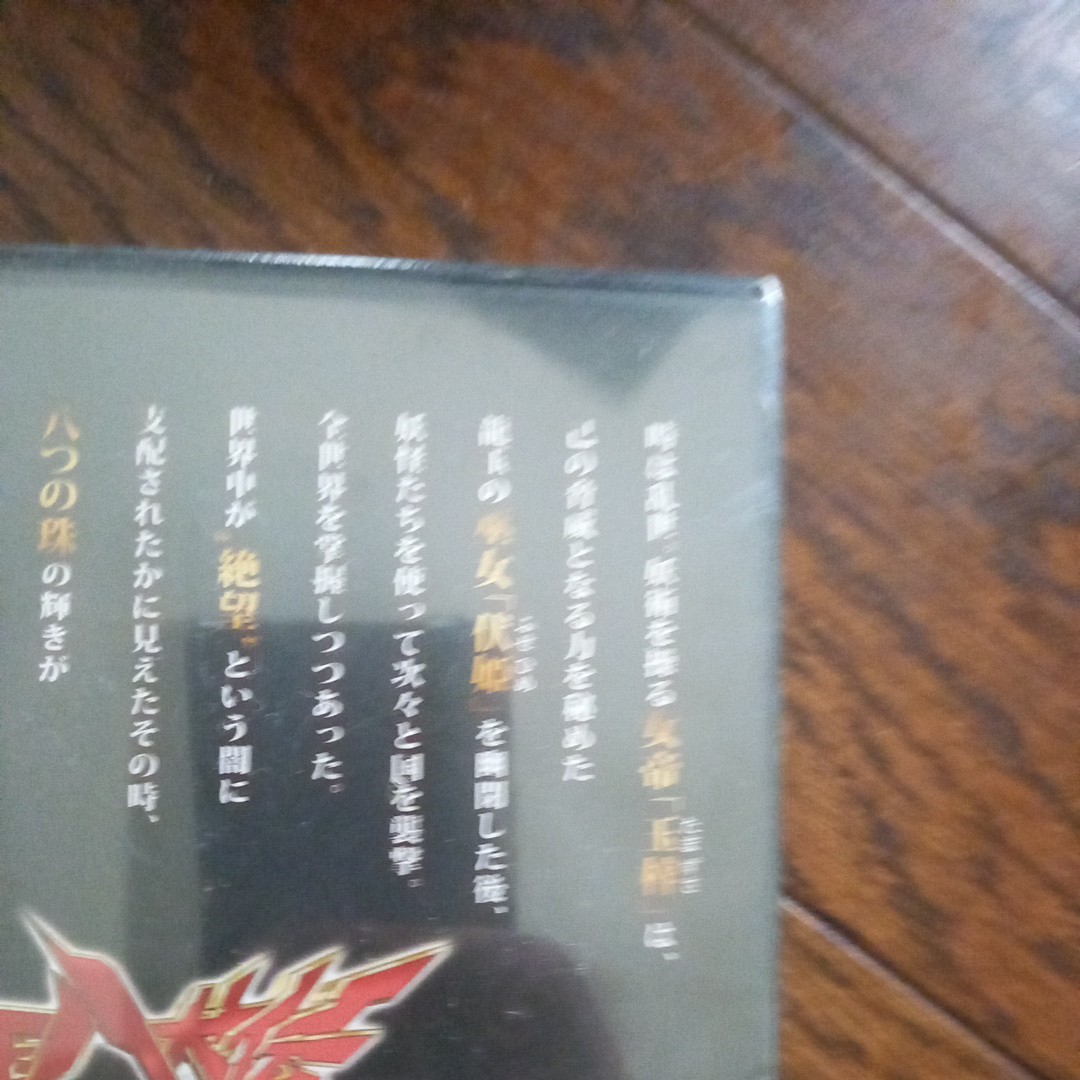 時は乱世。妖術を操る女帝「玉梓」は、
己の脅威となる力を秘めた
龍玉の巫女「伏姫」を幽閉した後、
妖怪たちを使って次々と国を襲撃。
全世界を掌握しつつあった。
世界中が“絶望”という闇に
支配されたかに見えたその時、
八つの珠の輝きが